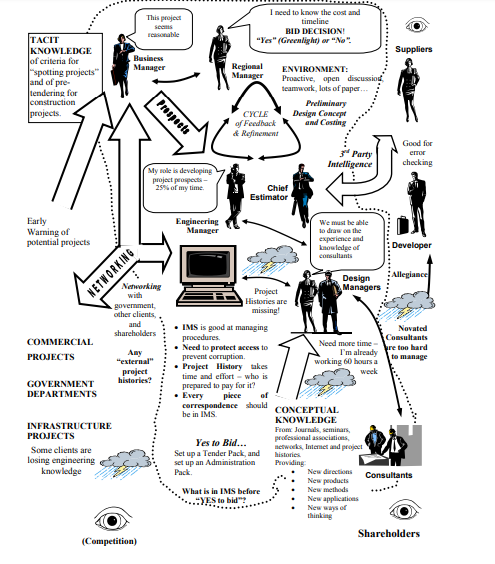 This project
seems
reasonable
I need to know the cost and
timeline
BID DECISION!
“Yes” (Greenlight) or “No”.
TACIT
KNOWLEDGE
of criteria for
“spotting projects”
and of pre-
tendering for
construction
projects.
Business
Manager
Regional
Manager
Suppliers
ENVIRONMENT:
Proactive, open discussion,
teamwork, lots of paper…
Prospects
CYCLE
of Feedback
& Refinement
Preliminary
Design Concept
and Costing
3rd Party
Intelligence
Good for
error
checking
My role is developing
project prospects –
25% of my time.
Chief
Estimator
Engineering
Manager
Early
Warning of
potential projects
We must be able
to draw on the
experience and
knowledge of
consultants
Developer
NETWORKING
Networking
with
government,
other clients,
and
shareholders
Project
Histories are
missing!
Design
Managers
Allegiance
Novated
Consultants
are too hard
to manage
COMMERCIAL
PROJECTS
GOVERNMENT
DEPARTMENTS
INFRASTRUCTURE
PROJECTS
Any
“external”
project
histories?
• IMS is good at managing
procedures.
• Need to protect access to
prevent corruption.
• Project History takes
time and effort – who is
prepared to pay for it?
• Every piece of
correspondence should
be in IMS.
Need more time –
I’m already
working 60 hours a
week
Some clients are
losing engineering
knowledge
Yes to Bid…
Set up a Tender Pack, and
set up an Administration
Pack.
What is in IMS before
“YES to bid”?
CONCEPTUAL
KNOWLEDGE
From: Journals, seminars,
professional associations,
networks, Internet and project
histories.
Providing:
• New directions
• New products
• New methods
• New applications
• New ways of
thinking
Consultants
(Competition)
Shareholders